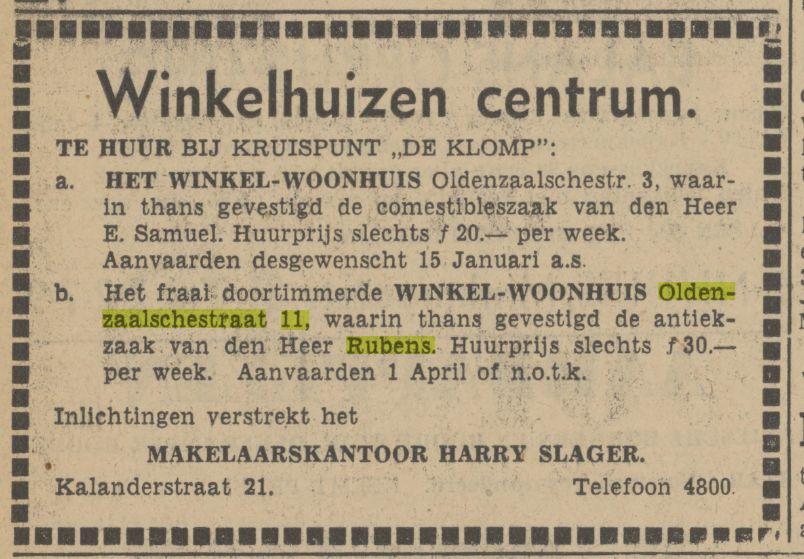 Winkelhuizen centrum.
TE HUUR BIJ KRUISPUNT „DE KLOMP”:
a. HET WINKEL-WOONHUIS Oldenzaalschestr. 3, waar-
in thans gevestigd de comestibleszaak van den Heer
E. Samuel. Huurprijs slechts ƒ 20.— per week.
Aanvaarden desgewenscht 15 Januari a.s.
b. Het fraai doortimmerde WINKEL-WOONHUIS Olden-
zaalschestraat 11, waarin thans gevestigd de antiek-
zaak van den Heer Rubens. Huurprijs slechts ƒ 30.—
per week. Aanvaarden 1 April of n.o.t.k.
Inlichtingen verstrekt het
MAKELAARSKANTOOR HARRY SLAGER.
Kalanderstraat 21. Telefoon 4800.